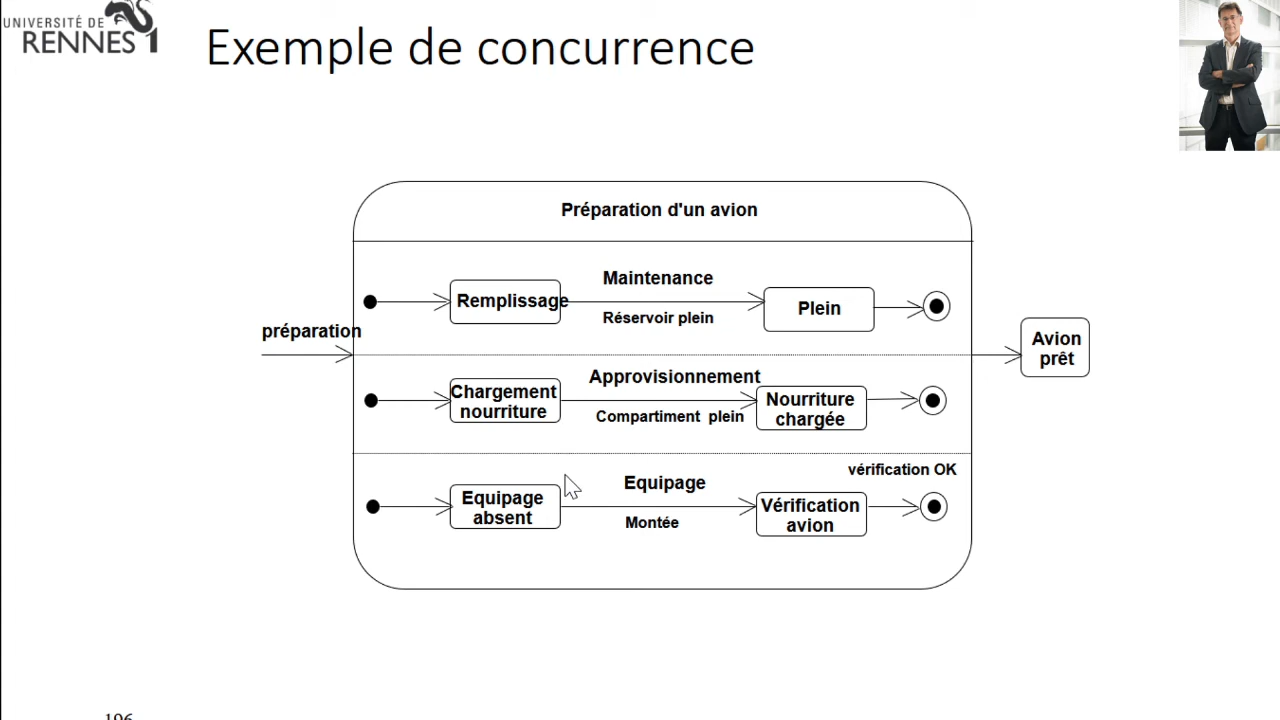 UNIVERSITÉ DE
RENNES 1
Exemple de concurrence
Préparation d'un avion
préparation
Maintenance
Remplissage
Réservoir plein
Plein
Approvisionnement
Chargement
nourriture
Compartiment plein
Nourriture
chargée
Equipage
Equipage
absent
Montée
vérification OK
Vérification
avion
Avion
prêt